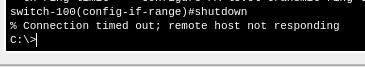 switch-100(config-if-range)#shutdown
% Connection timed out; remote host not responding
C:\>